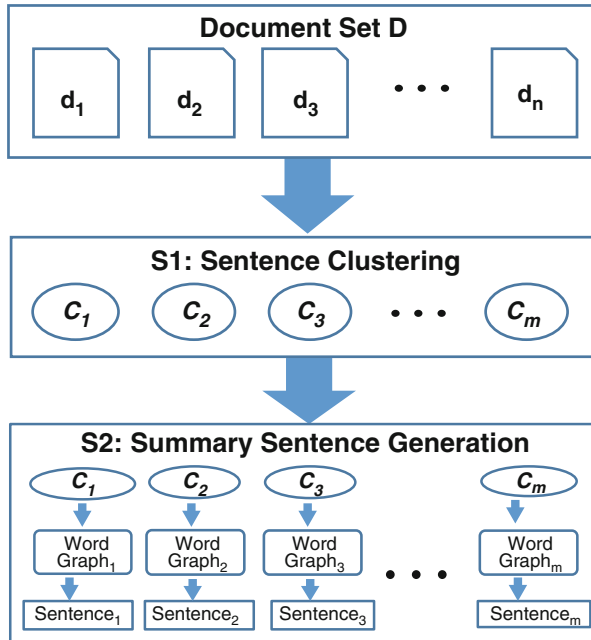 Document Set D
d1 d2 d3 • • • dn
S1: Sentence Clustering
C1 C2 C3 • • • Cm
S2: Summary Sentence Generation
C1 C2 C3 Cm
Word Word Word Word
Graph1 Graph2 Graph3 • • • Graphm
Sentence1 Sentence2 Sentence3 Sentencem